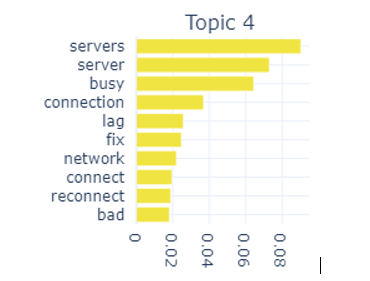 Topic 4
servers
server
busy
connection
lag
fix
network
connect
reconnect
bad
0
0.02
0.04
0.06
0.08